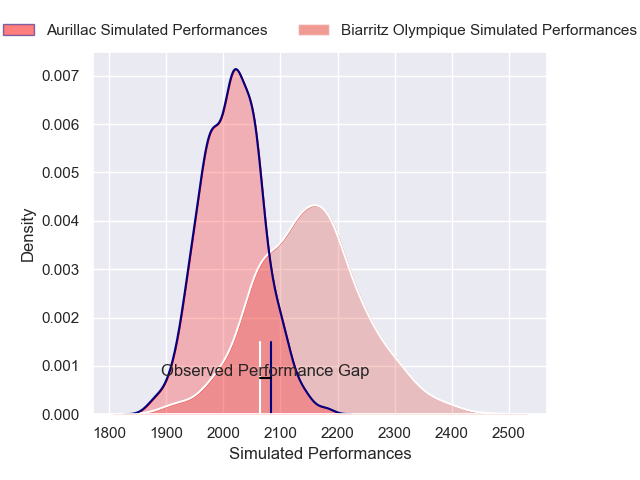 Aurillac Simulated Performances
Biarritz Olympique Simulated Performances
0.007
0.006
0.005
0.004
0.003
0.002
0.001
0.000
Density
Observed Performance Gap
1800 1900 2000 2100 2200 2300 2400 2500
Simulated Performances